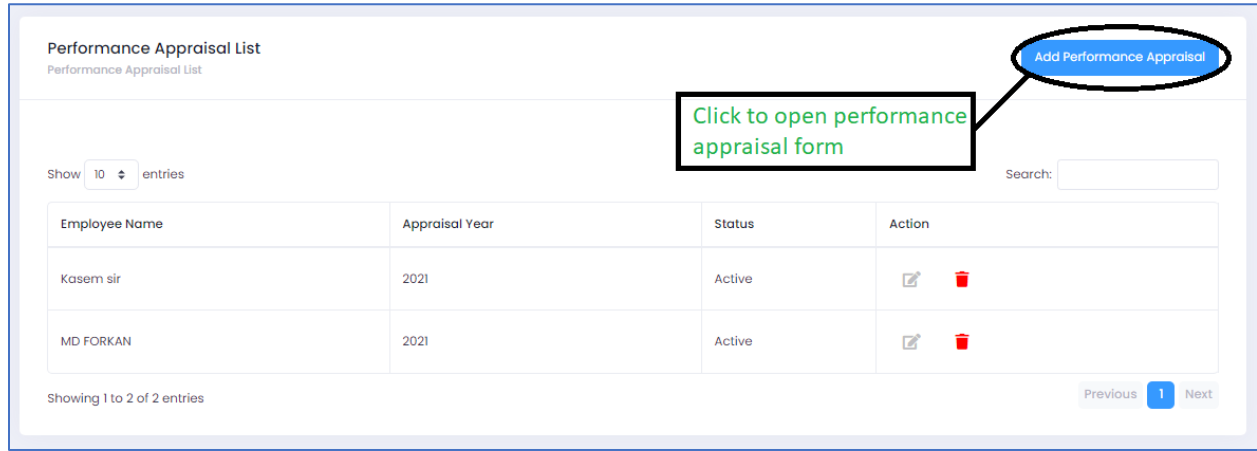 Performance Appraisal List
Performance Appraisal List
Add Performance Appraisal
Click to open performance
appraisal form
Show 10 entries
Search:
Employee Name Appraisal Year Status Action
Kasem sir 2021 Active
MD FORKAN 2021 Active
Showing 1 to 2 of 2 entries
Previous 1 Next